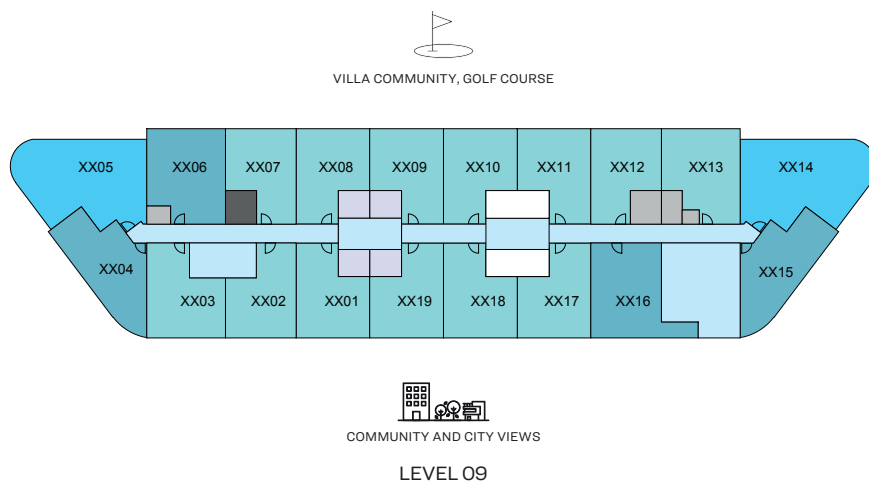 VILLA COMMUNITY, GOLF COURSE
XX05
XX06
XX07
XX08
XX09
XX10
XX11
XX12
XX13
XX14
XX04
XX03
XX02
XX01
XX19
XX18
XX17
XX16
XX15
COMMUNITY AND CITY VIEWS
LEVEL 09